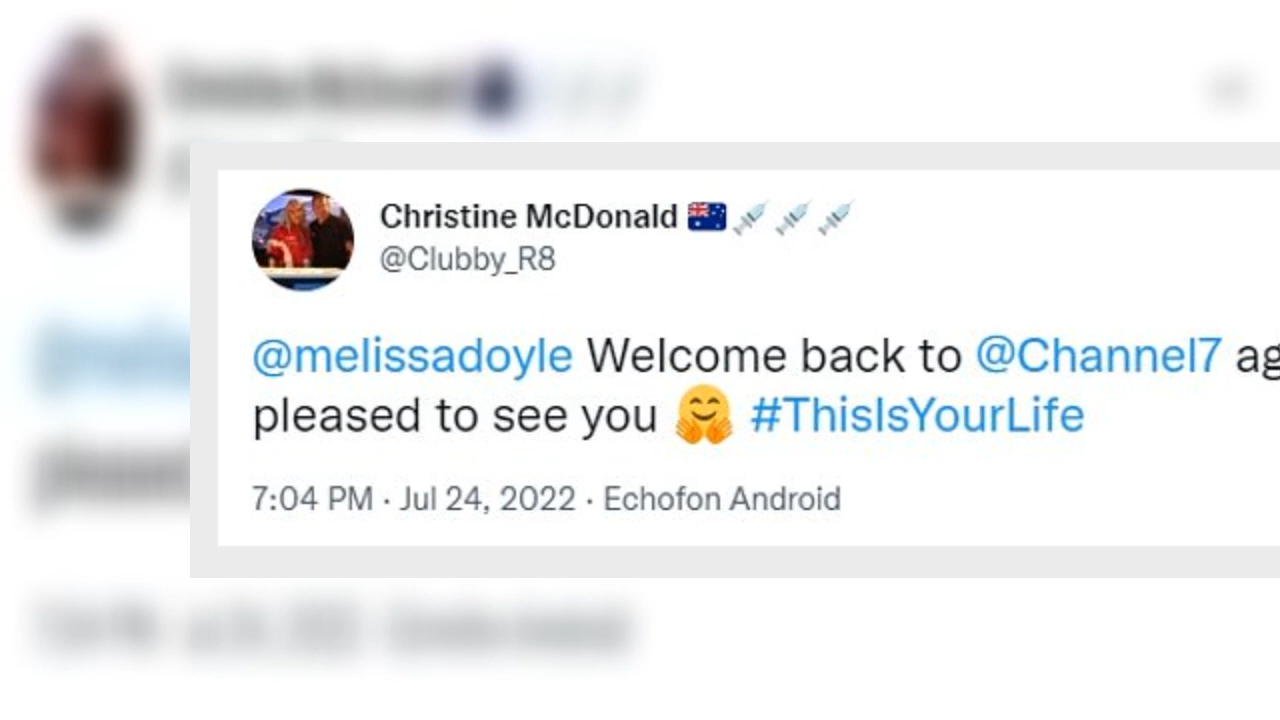 Christine McDonald 🇦🇺💉💉💉
@Clubby_R8
@melissadoyle Welcome back to @Channel7 ag
pleased to see you 🤗 #ThisIsYourLife
7:04 PM · Jul 24, 2022 · Echofon Android